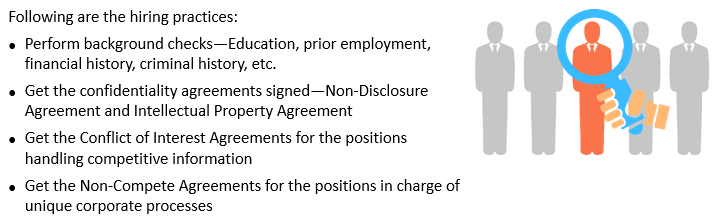 Following are the hiring practices:
• Perform background checks—Education, prior employment,
financial history, criminal history, etc.
• Get the confidentiality agreements signed—Non-Disclosure
Agreement and Intellectual Property Agreement
• Get the Conflict of Interest Agreements for the positions
handling competitive information
• Get the Non-Compete Agreements for the positions in charge of
unique corporate processes